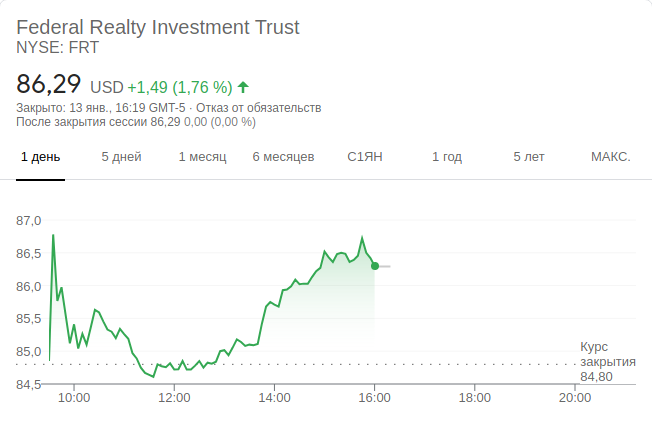 Federal Realty Investment Trust
NYSE: FRT
86,29 USD +1,49 (1,76 %)
Закрыто: 13 янв., 16:19 GMT-5 · Отказ от обязательств
После закрытия сессии 86,29 0,00 (0,00 %)
1 день 5 дней 1 месяц 6 месяцев С1ЯН 1 год 5 лет МАКС.
87,0
86,5
86,0
85,5
85,0
84,5
Курс
закрытия
84,80
10:00 12:00 14:00 16:00 18:00 20:00